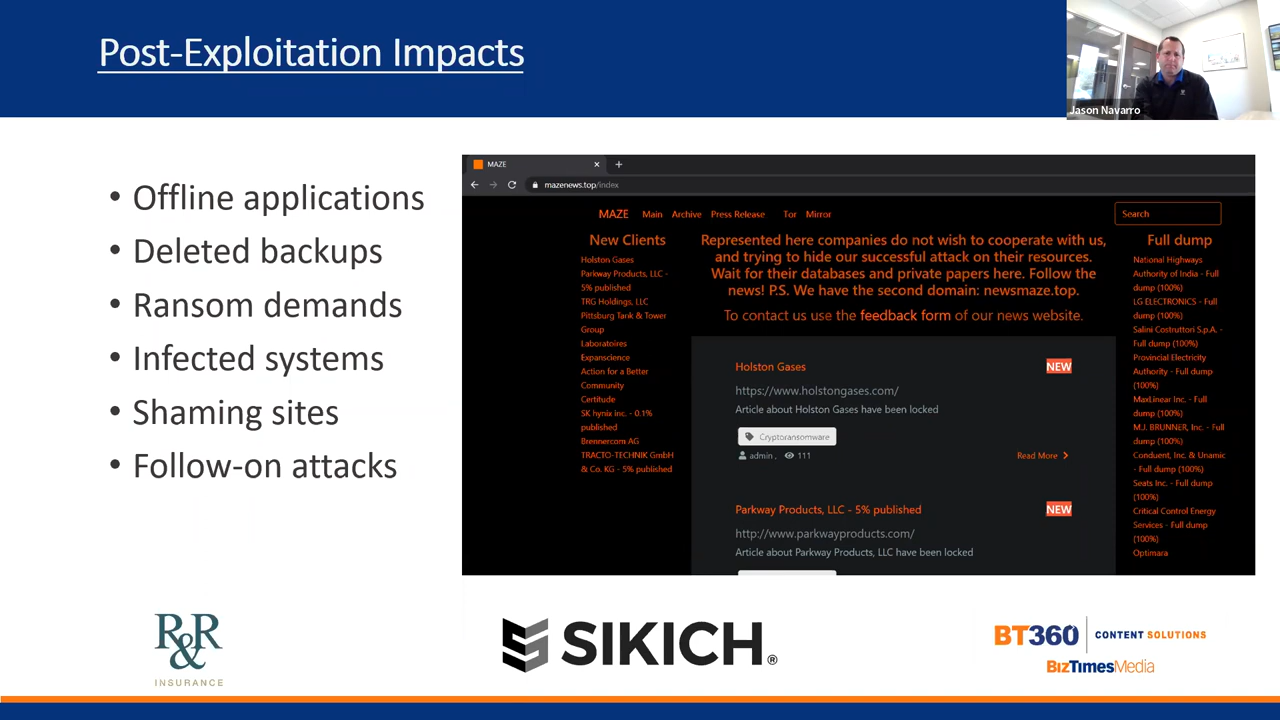 Post-Exploitation Impacts
Jason Navarro
• Offline applications
• Deleted backups
• Ransom demands
• Infected systems
• Shaming sites
• Follow-on attacks
MAZE
mazenews.top/index
MAZE Main Archive Press Release Tor Mirror
Search
New Clients
Holston Gases
Parkway Products, LLC -
5% published
TRG Holdings, LLC
Pittsburg Tank & Tower
Group
Laboratoires
Expanscience
Action for a Better
Community
Certitude
SK hynix inc. - 0.1%
published
Brennercom AG
TRACTO-TECHNIK GmbH
& Co. KG - 5% published
Represented here companies do not wish to cooperate with us,
and trying to hide our successful attack on their resources.
Wait for their databases and private papers here. Follow the
news! P.S. We have the second domain: newsmaze.top.
To contact us use the feedback form of our news website.
Holston Gases
NEW
https://www.holstongases.com/
Article about Holston Gases have been locked
Cryptoransomware
admin, 111
Read More
Parkway Products, LLC - 5% published
NEW
http://www.parkwayproducts.com/
Article about Parkway Products, LLC have been locked
Full dump
National Highways
Authority of India - Full
dump (100%)
LG ELECTRONICS - Full
dump (100%)
Salini Costruttori S.p.A. -
Full dump (100%)
Provincial Electricity
Authority - Full dump
(100%)
MaxLinear Inc. - Full
dump (100%)
M.J. BRUNNER, Inc. - Full
dump (100%)
Conduent, Inc. & Unamic
- Full dump (100%)
Seats Inc. - Full dump
(100%)
Critical Control Energy
Services - Full dump
(100%)
Optimara
R&R
INSURANCE
SIKICH®
BT360 CONTENT SOLUTIONS
BizTimesMedia